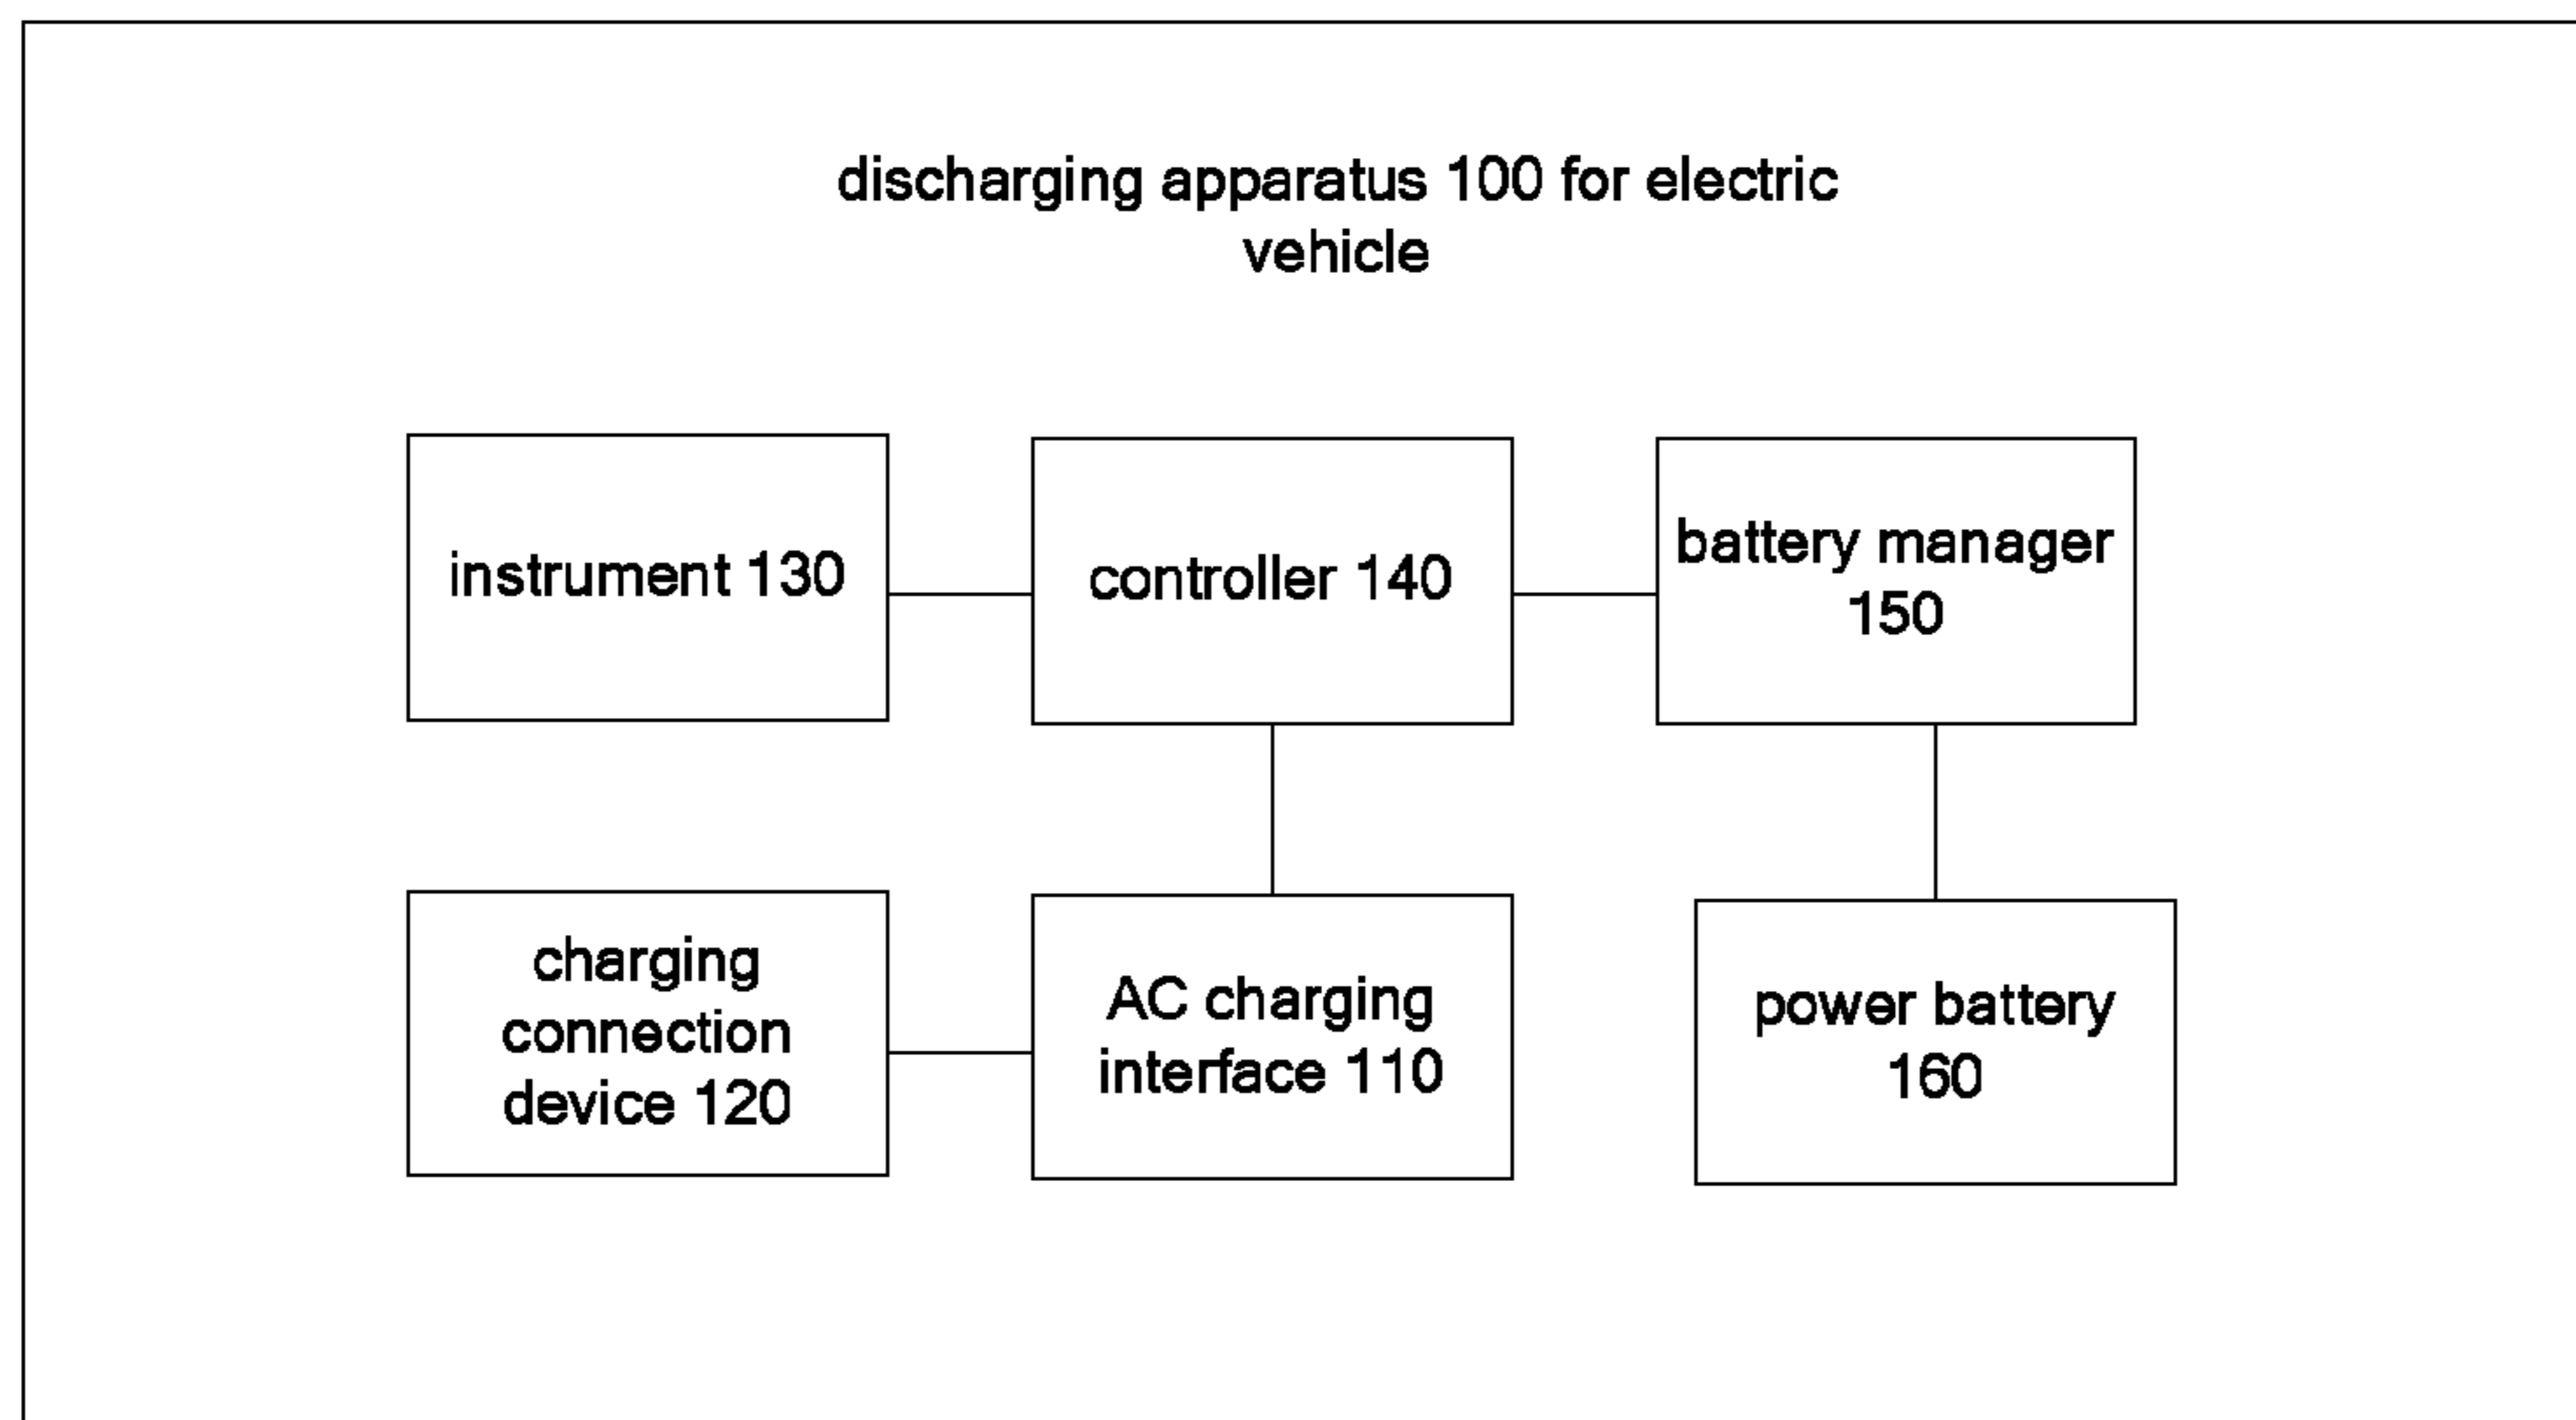 discharging apparatus 100 for electric
vehicle
instrument 130
controller 140
battery manager
150
charging
connection
device 120
AC charging
interface 110
power battery
160